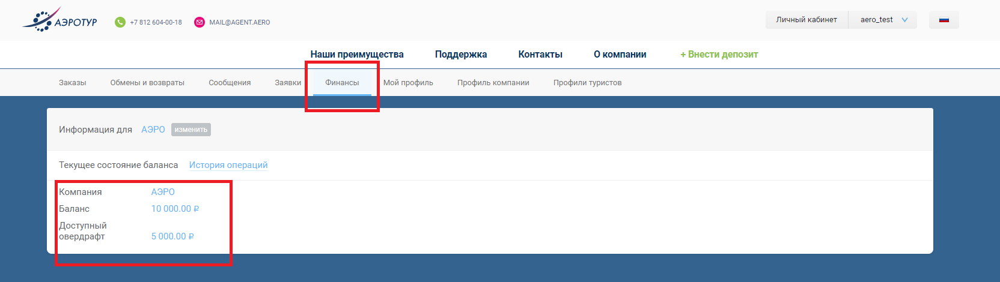 АЭРОТУР
+7 812 604-00-18 MAIL@AGENT.AERO
Личный кабинет aero_test
Наши преимущества Поддержка Контакты О компании + Внести депозит
Заказы Обмены и возвраты Сообщения Заявки Финансы Мой профиль Профиль компании Профили туристов
Информация для АЭРО изменить
Текущее состояние баланса История операций
Компания АЭРО
Баланс 10 000.00 ₽
Доступный
овердрафт 5 000.00 ₽